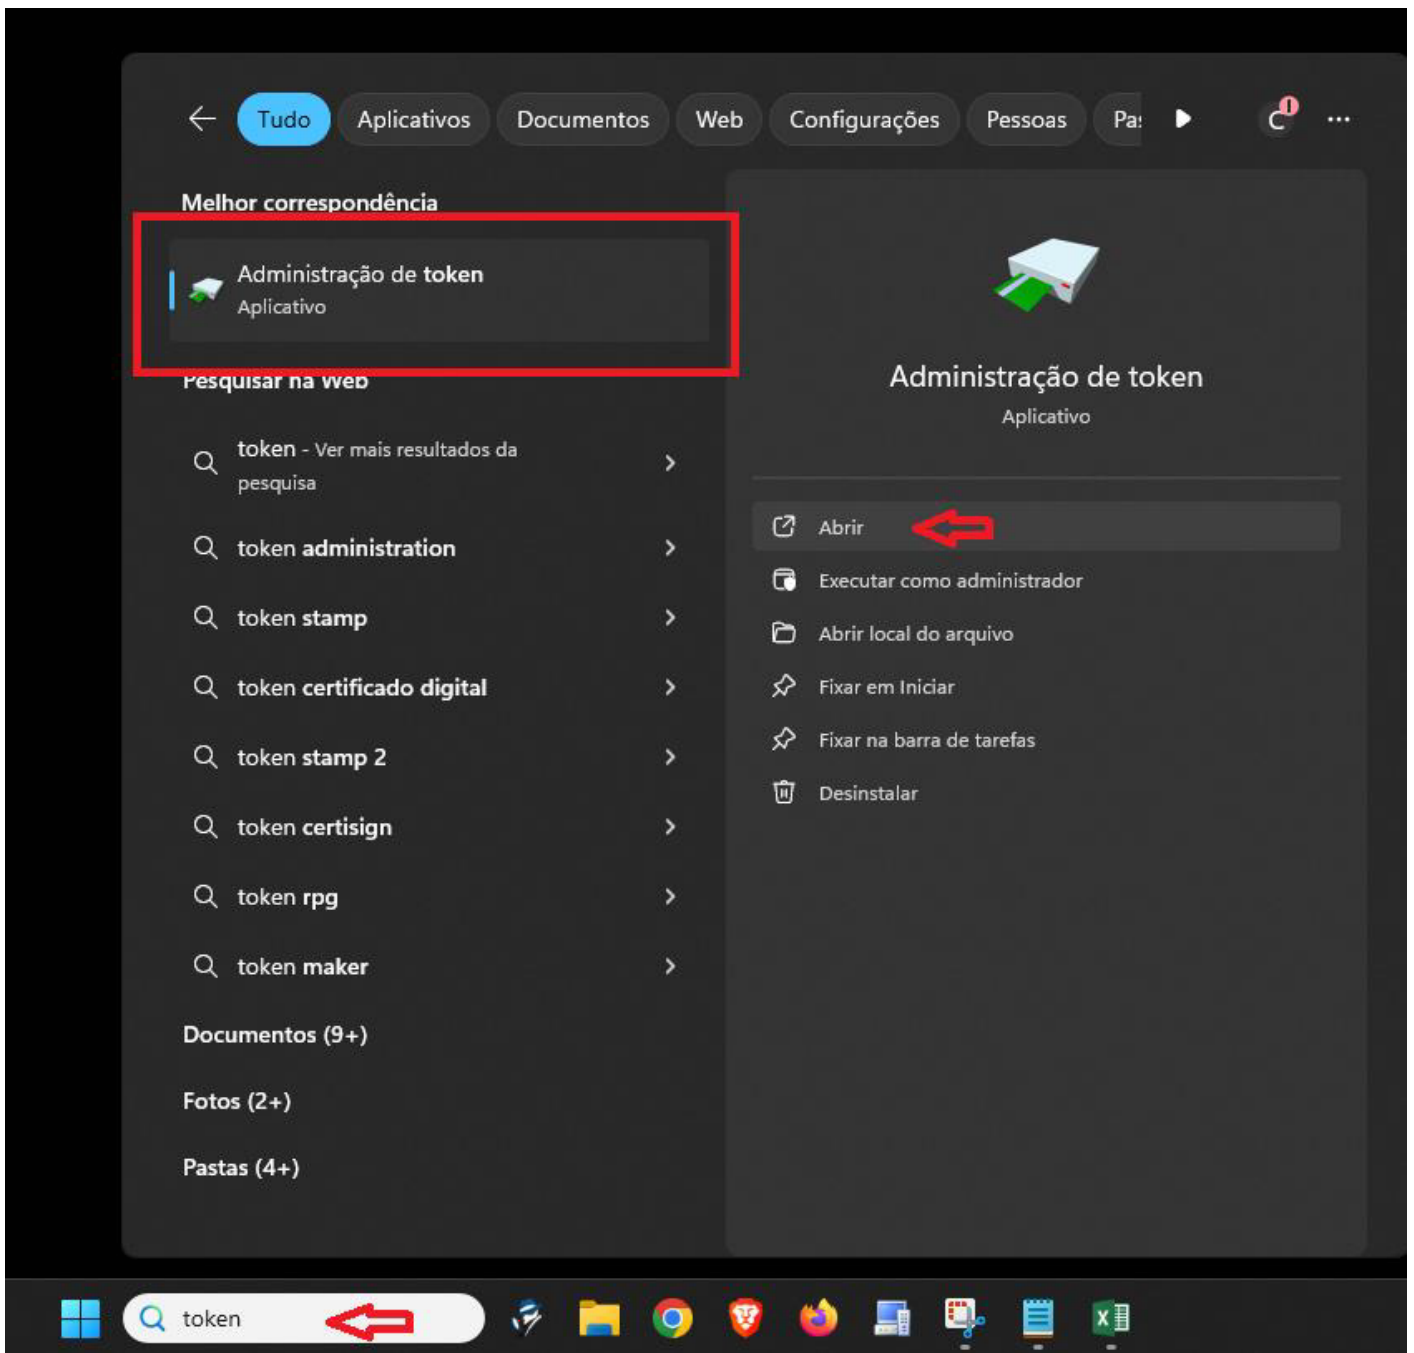 Tudo
Aplicativos
Documentos
Web
Configurações
Pessoas
C
Melhor correspondência
Administração de token
Aplicativo
Pesquisar na Web
token - Ver mais resultados da
pesquisa
token administration
token stamp
token certificado digital
token stamp 2
token certisign
token rpg
token maker
Documentos (9+)
Fotos (2+)
Pastas (4+)
Administração de token
Aplicativo
Abrir
Executar como administrador
Abrir local do arquivo
Fixar em Iniciar
Fixar na barra de tarefas
Desinstalar
token